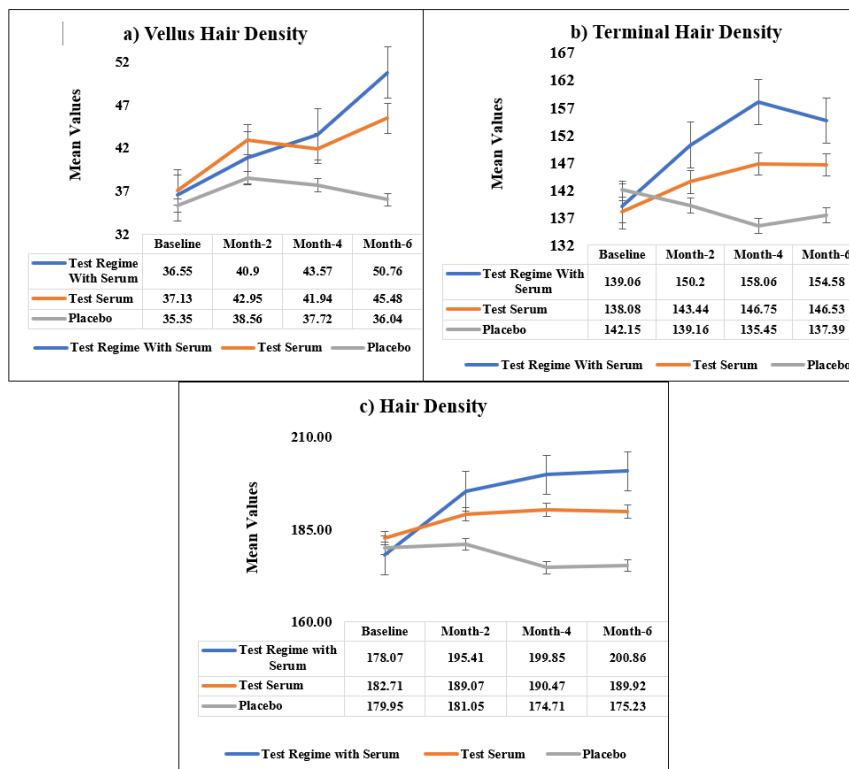 a) Vellus Hair Density
Mean Values
52
47
42
37
32
Baseline Month-2 Month-4 Month-6
Test Regime
With Serum 36.55 40.9 43.57 50.76
Test Serum 37.13 42.95 41.94 45.48
Placebo 35.35 38.56 37.72 36.04
Test Regime With Serum Test Serum Placebo
b) Terminal Hair Density
Mean Values
167
162
157
152
147
142
137
132
Baseline Month-2 Month-4 Month-6
Test Regime With
Serum 139.06 150.2 158.06 154.58
Test Serum 138.08 143.44 146.75 146.53
Placebo 142.15 139.16 135.45 137.39
Test Regime With Serum Test Serum Placebo
c) Hair Density
Mean Values
210.00
185.00
160.00
Baseline Month-2 Month-4 Month-6
Test Regime with
Serum 178.07 195.41 199.85 200.86
Test Serum 182.71 189.07 190.47 189.92
Placebo 179.95 181.05 174.71 175.23
Test Regime with Serum Test Serum Placebo